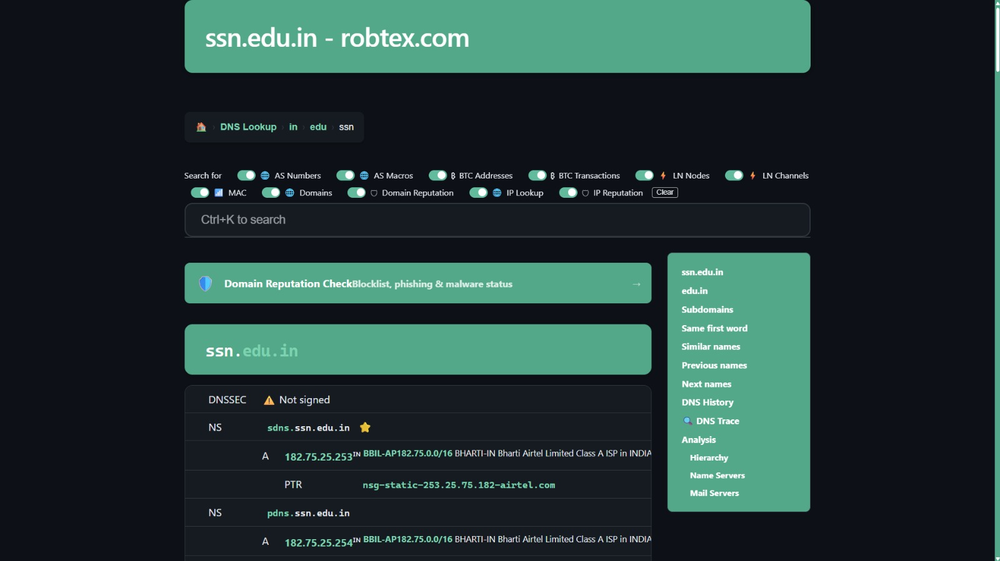 ssn.edu.in - robtex.com
DNS Lookup › in › edu › ssn
Search for AS Numbers AS Macros ₿ BTC Addresses ₿ BTC Transactions LN Nodes LN Channels
MAC Domains Domain Reputation IP Lookup IP Reputation Clear
Ctrl+K to search
Domain Reputation CheckBlocklist, phishing & malware status →
ssn.edu.in
DNSSEC Not signed
NS sdns.ssn.edu.in
A 182.75.25.253 IN BBIL-AP182.75.0.0/16 BHARTI-IN Bharti Airtel Limited Class A ISP in INDIA
PTR nsg-static-253.25.75.182-airtel.com
NS pdns.ssn.edu.in
A 182.75.25.254 IN BBIL-AP182.75.0.0/16 BHARTI-IN Bharti Airtel Limited Class A ISP in INDIA
ssn.edu.in
edu.in
Subdomains
Same first word
Similar names
Previous names
Next names
DNS History
DNS Trace
Analysis
Hierarchy
Name Servers
Mail Servers